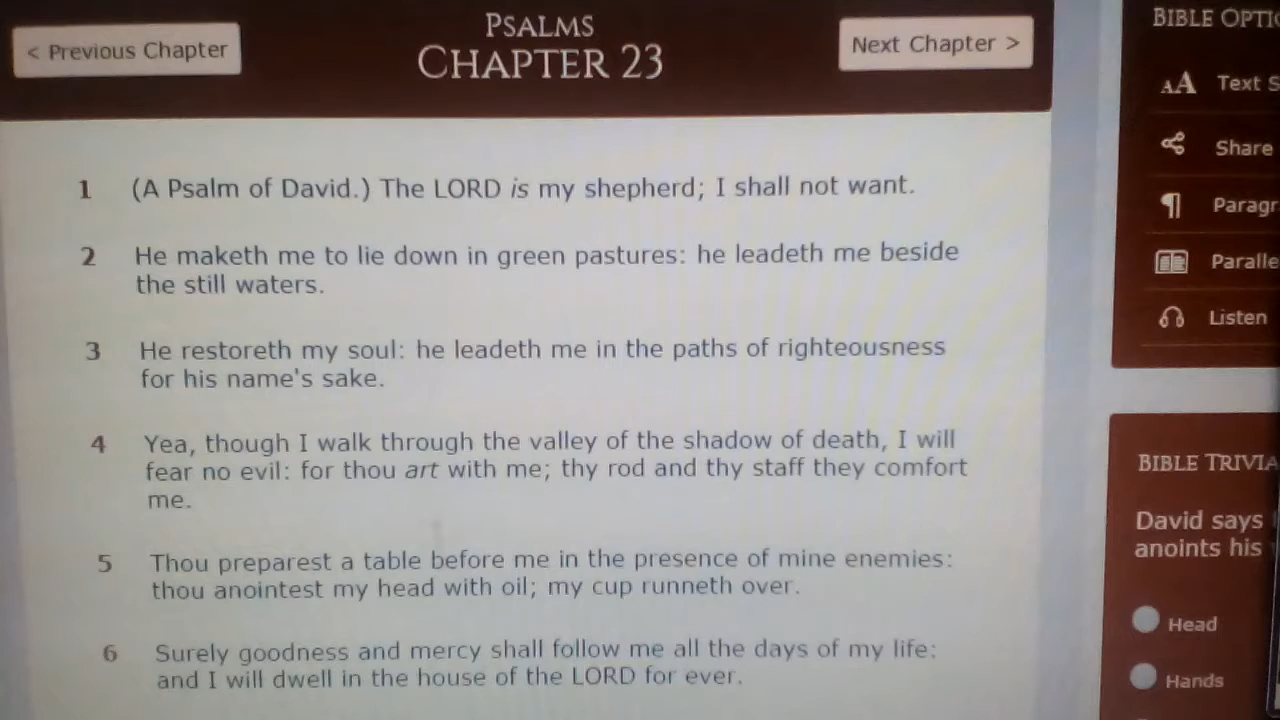 < Previous Chapter
PSALMS
CHAPTER 23
Next Chapter >
1 (A Psalm of David.) The LORD is my shepherd; I shall not want.
2 He maketh me to lie down in green pastures: he leadeth me beside
the still waters.
3 He restoreth my soul: he leadeth me in the paths of righteousness
for his name's sake.
4 Yea, though I walk through the valley of the shadow of death, I will
fear no evil: for thou art with me; thy rod and thy staff they comfort
me.
5 Thou preparest a table before me in the presence of mine enemies:
thou anointest my head with oil; my cup runneth over.
6 Surely goodness and mercy shall follow me all the days of my life:
and I will dwell in the house of the LORD for ever.
BIBLE
AA Text
Share
¶
Listen
BIBLE TRIVIA
David says
anoints his
Head
Hands